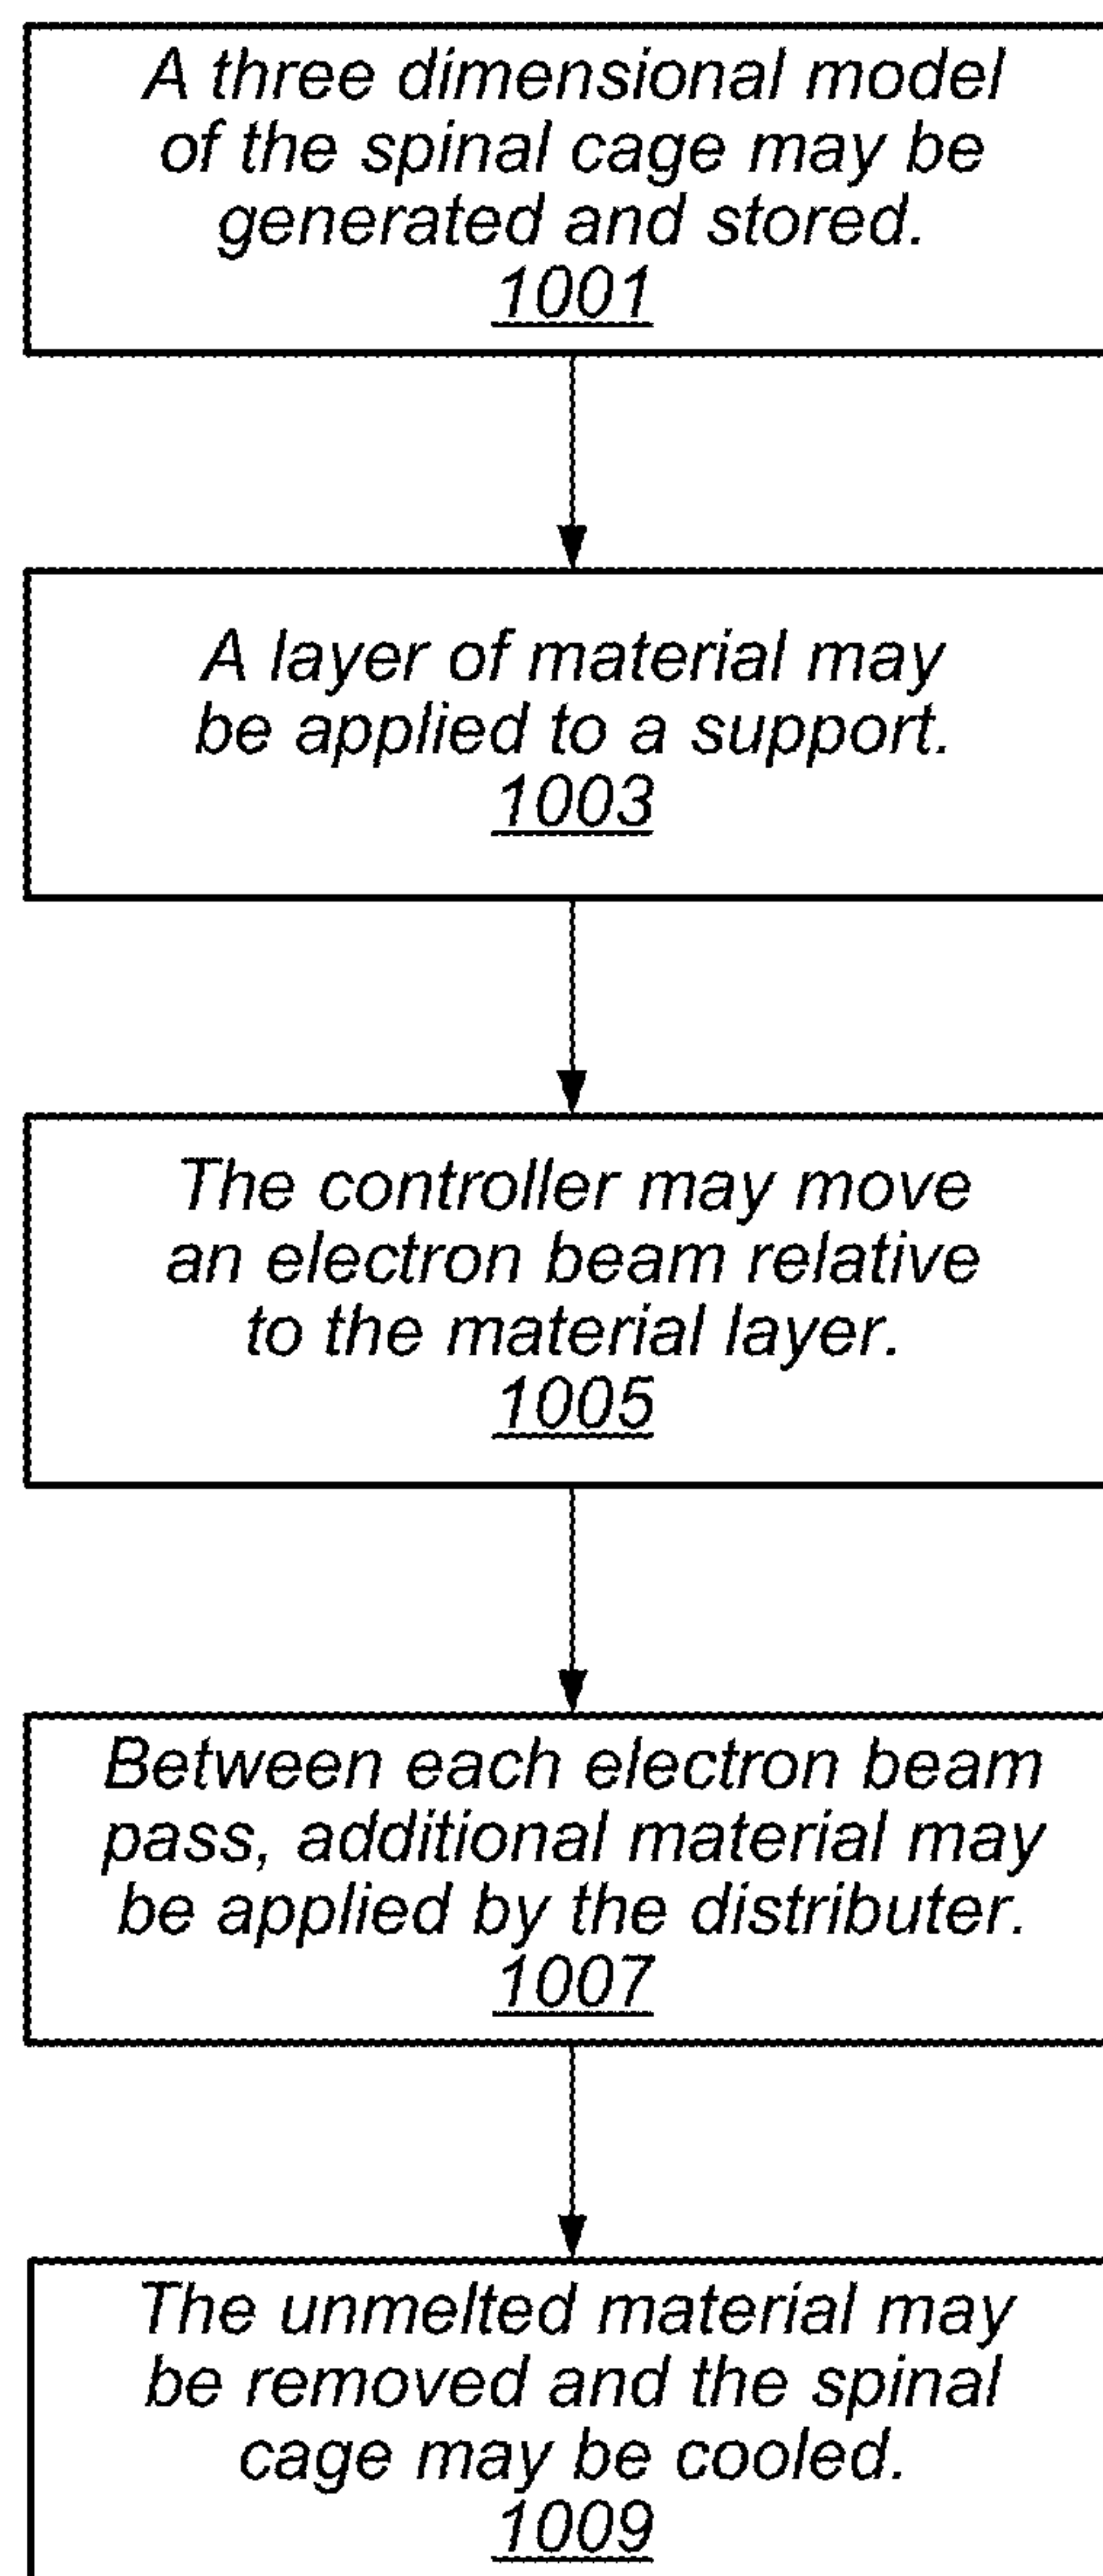 A three dimensional model
of the spinal cage may be
generated and stored.
1001
A layer of material may
be applied to a support.
1003
The controller may move
an electron beam relative
to the material layer.
1005
Between each electron beam
pass, additional material may
be applied by the distributer.
1007
The unmelted material may
be removed and the spinal
cage may be cooled.
1009